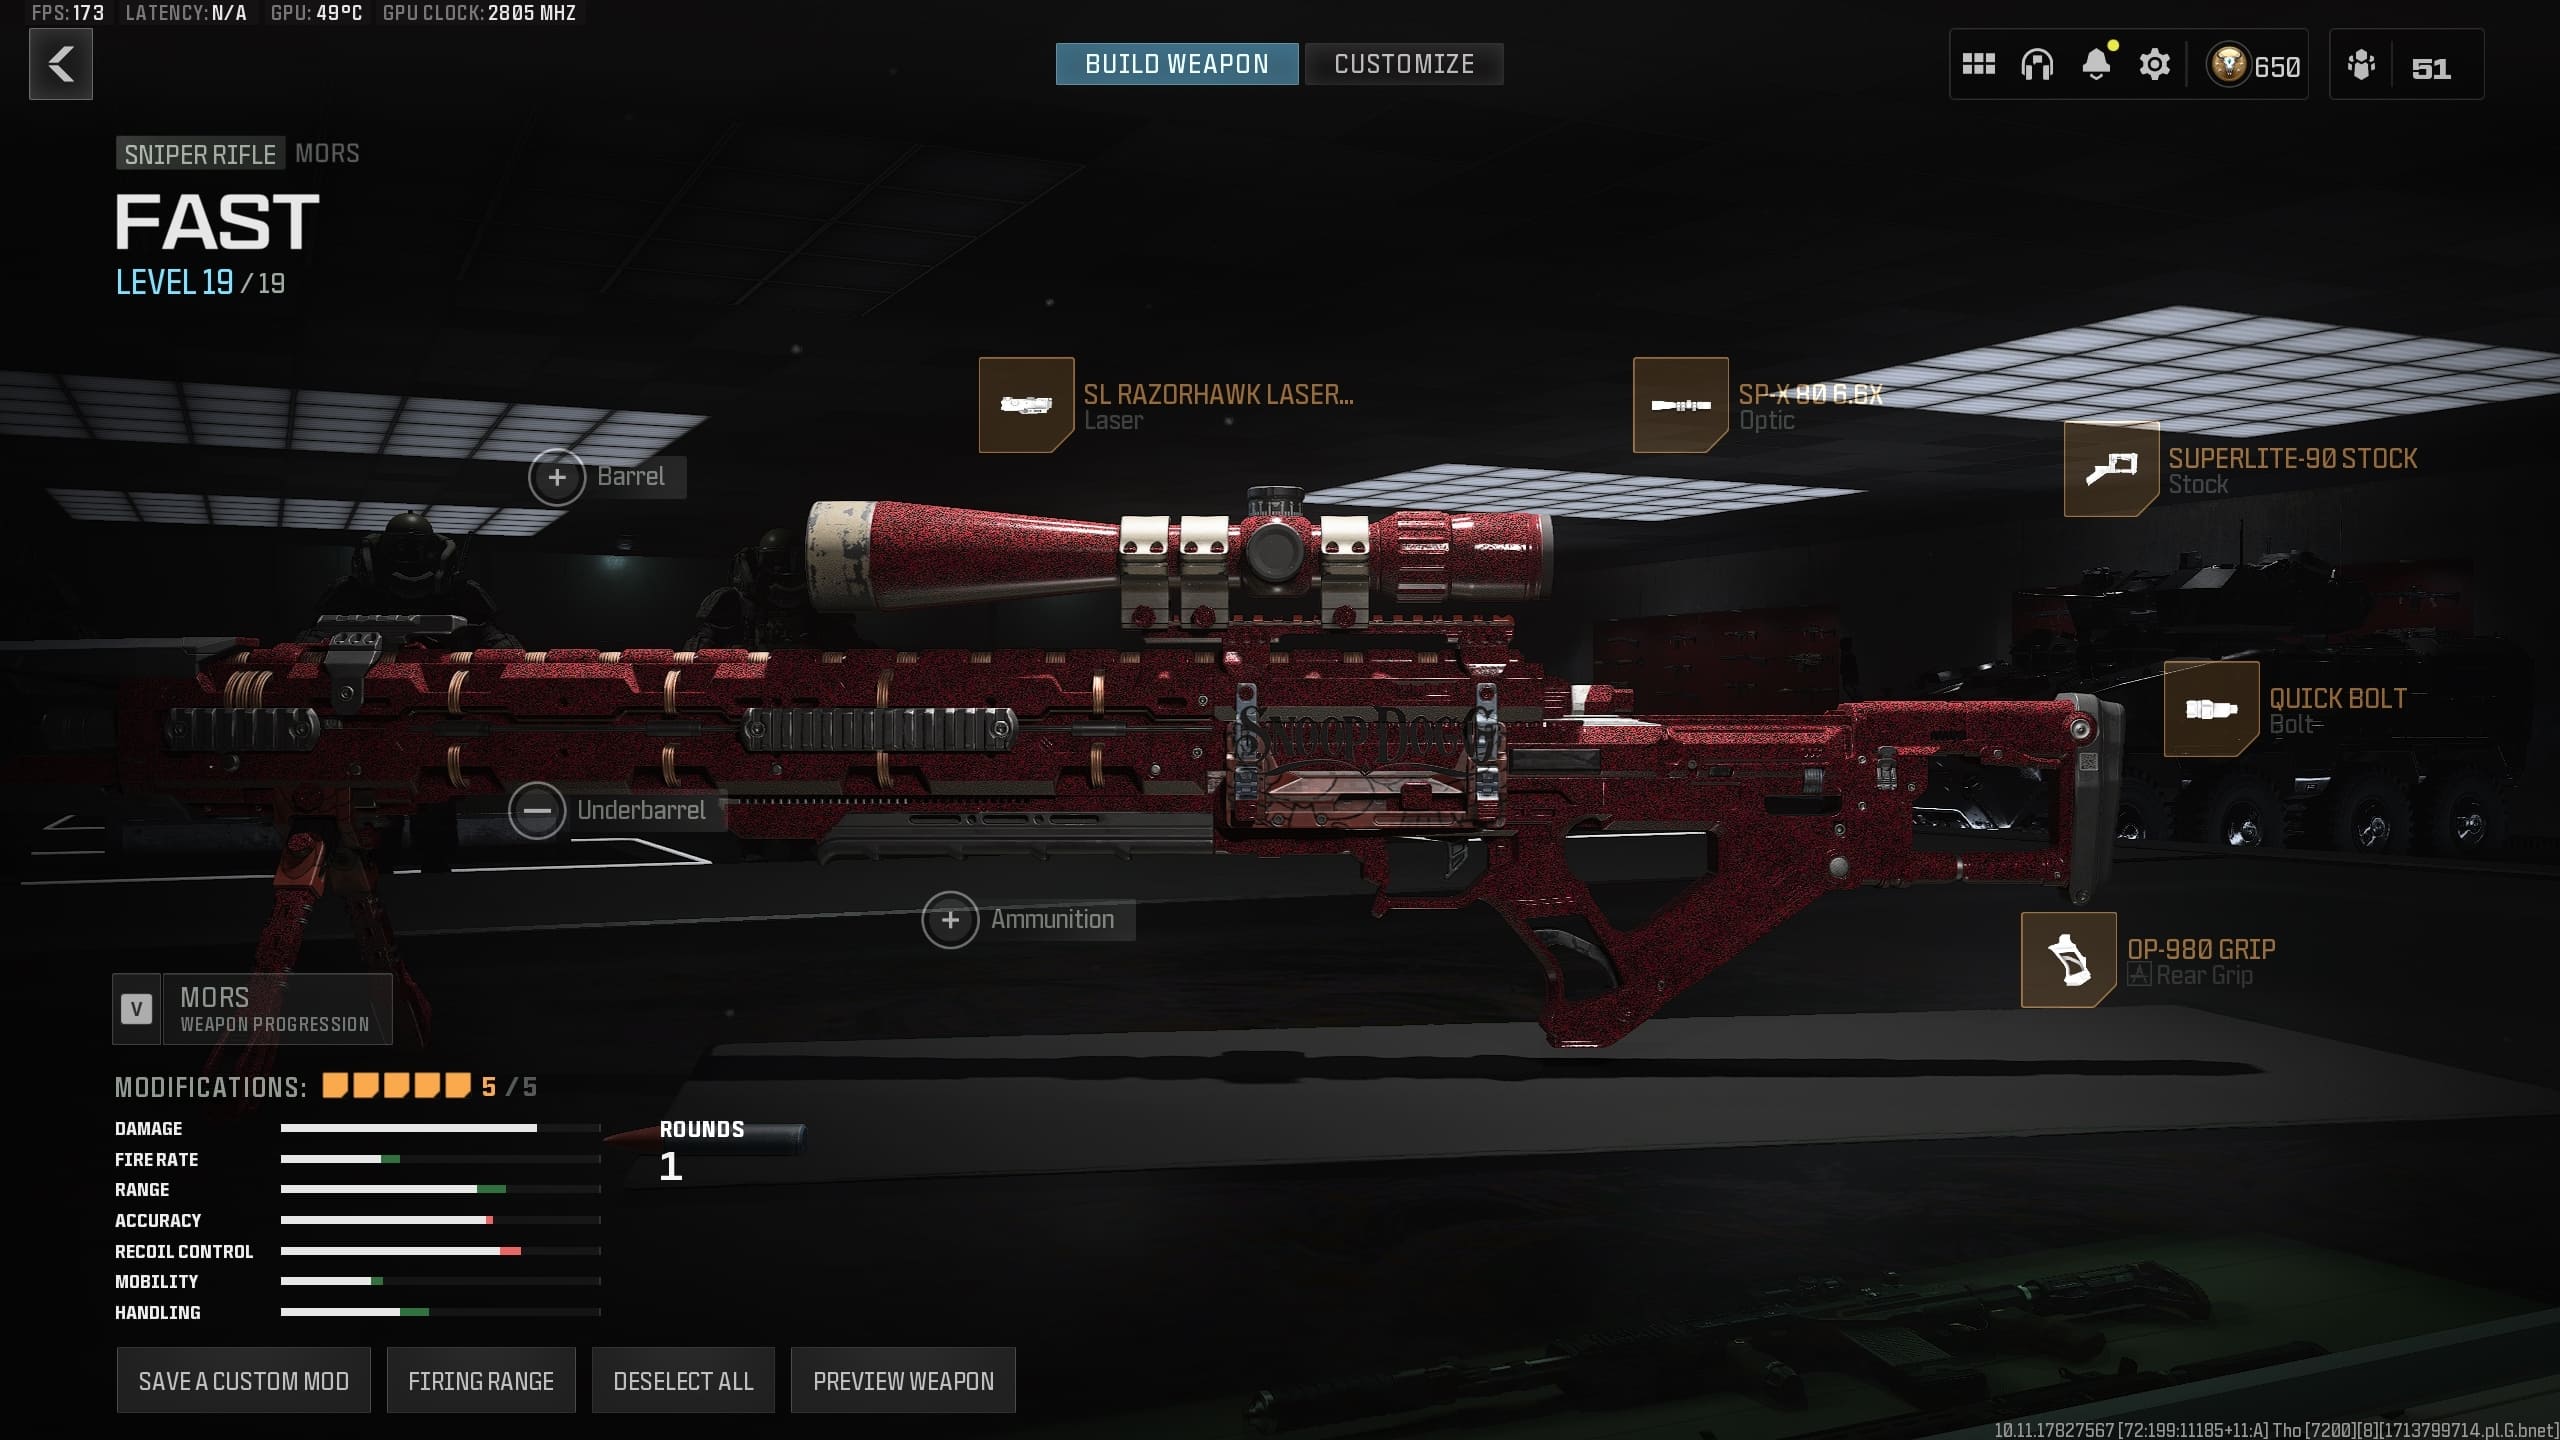 FPS: 173 LATENCY: N/A GPU: 49°C GPU CLOCK: 2805 MHZ
BUILD WEAPON CUSTOMIZE
650 51
SNIPER RIFLE MORS
FAST
LEVEL 19 / 19
SL RAZORHAWK LASER...
Laser
SP-X 80 6.6X
Optic
Barrel
SUPERLITE-90 STOCK
Stock
QUICK BOLT
Bolt
SNOOP DOGG
Underbarrel
Ammunition
OP-980 GRIP
Rear Grip
V MORS
WEAPON PROGRESSION
MODIFICATIONS: 5 / 5
DAMAGE
FIRE RATE
RANGE
ACCURACY
RECOIL CONTROL
MOBILITY
HANDLING
ROUNDS
1
SAVE A CUSTOM MOD FIRING RANGE DESELECT ALL PREVIEW WEAPON
10.11.17827567 [72:199:11185+11:A] Tho [7200][8][1713799714.pl.G.bnet]